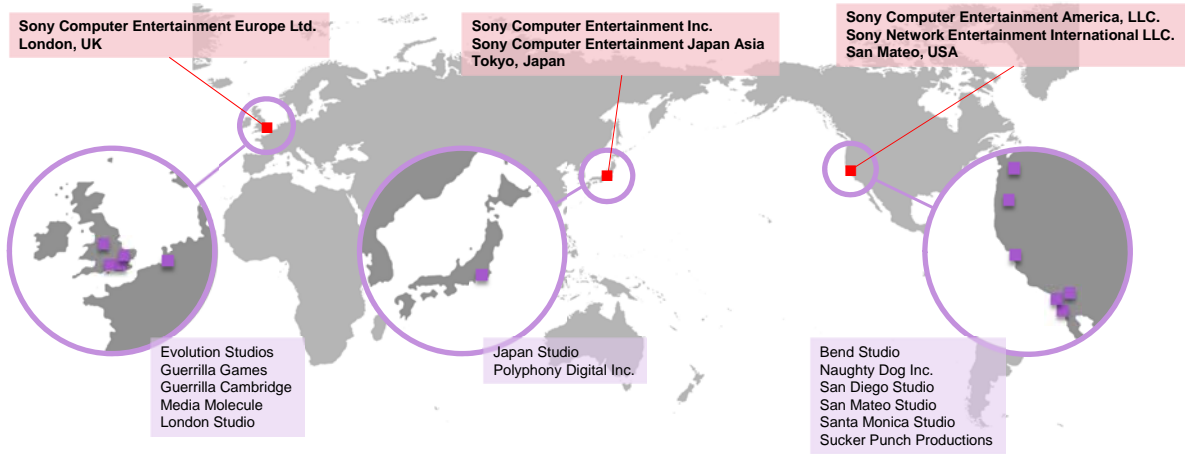 Sony Computer Entertainment Europe Ltd.
London, UK
Sony Computer Entertainment Inc.
Sony Computer Entertainment Japan Asia
Tokyo, Japan
Sony Computer Entertainment America, LLC.
Sony Network Entertainment International LLC.
San Mateo, USA
Evolution Studios
Guerrilla Games
Guerrilla Cambridge
Media Molecule
London Studio
Japan Studio
Polyphony Digital Inc.
Bend Studio
Naughty Dog Inc.
San Diego Studio
San Mateo Studio
Santa Monica Studio
Sucker Punch Productions